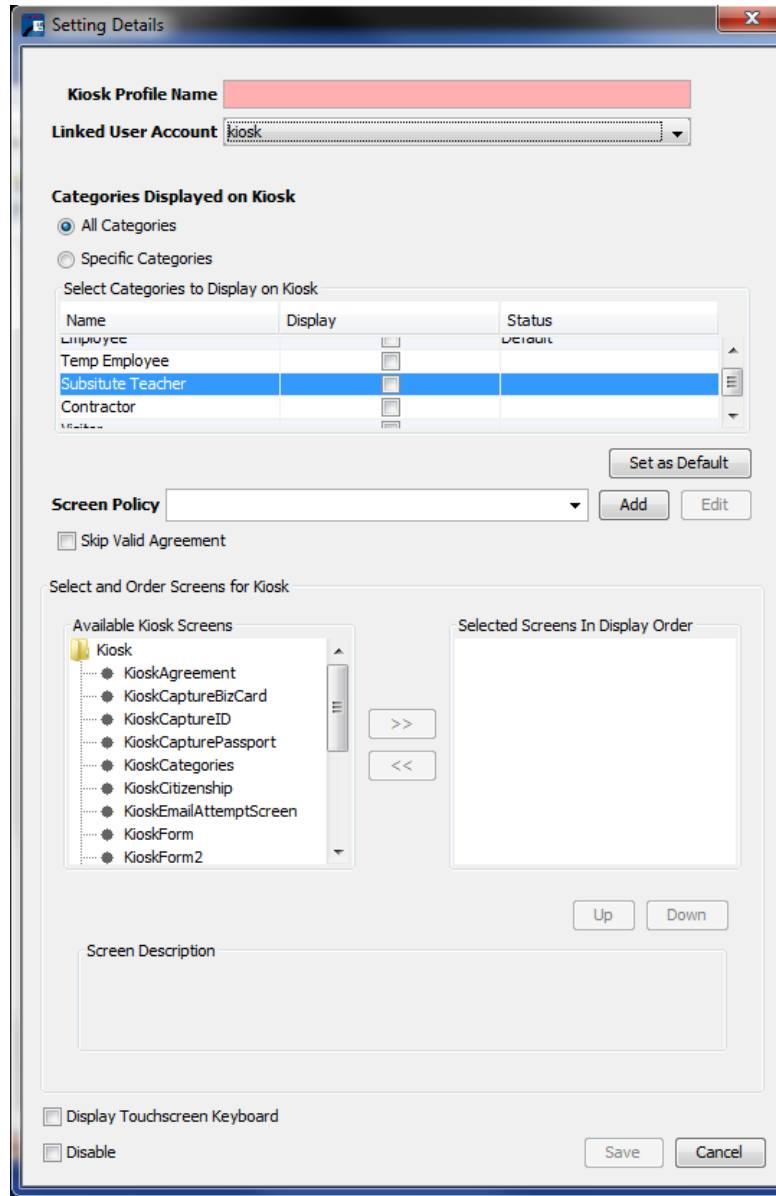 Setting Details
Kiosk Profile Name
Linked User Account kiosk
Categories Displayed on Kiosk
All Categories
Specific Categories
Select Categories to Display on Kiosk
Name Display Status
Employee Default
Temp Employee
Subsitute Teacher
Contractor
Visitor
Set as Default
Screen Policy Add Edit
Skip Valid Agreement
Select and Order Screens for Kiosk
Available Kiosk Screens Selected Screens In Display Order
Kiosk
KioskAgreement
KioskCaptureBizCard
KioskCaptureID
>>
KioskCapturePassport
KioskCategories
<<
KioskCitizenship
KioskEmailAttemptScreen
KioskForm
KioskForm2
Up Down
Screen Description
Display Touchscreen Keyboard
Disable Save Cancel